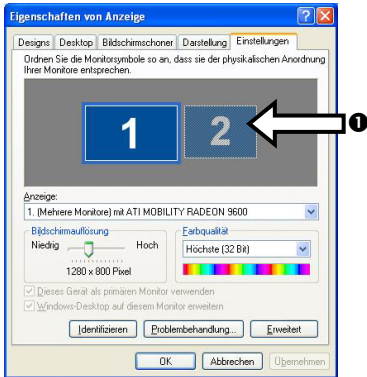 Eigenschaften von Anzeige
Designs Desktop Bildschirmschoner Darstellung Einstellungen
Ordnen Sie die Monitorsymbole so an, dass sie der physikalischen Anordnung
Ihrer Monitore entsprechen.
1 2 1
Anzeige:
1. (Mehrere Monitore) mit ATI MOBILITY RADEON 9600
Bildschirmauflösung Farbqualität
Niedrig Hoch Höchste (32 Bit)
1280 x 800 Pixel
Dieses Gerät als primären Monitor verwenden
Windows-Desktop auf diesem Monitor erweitern
Identifizieren Problembehandlung... Erweitert
OK Abbrechen Übernehmen